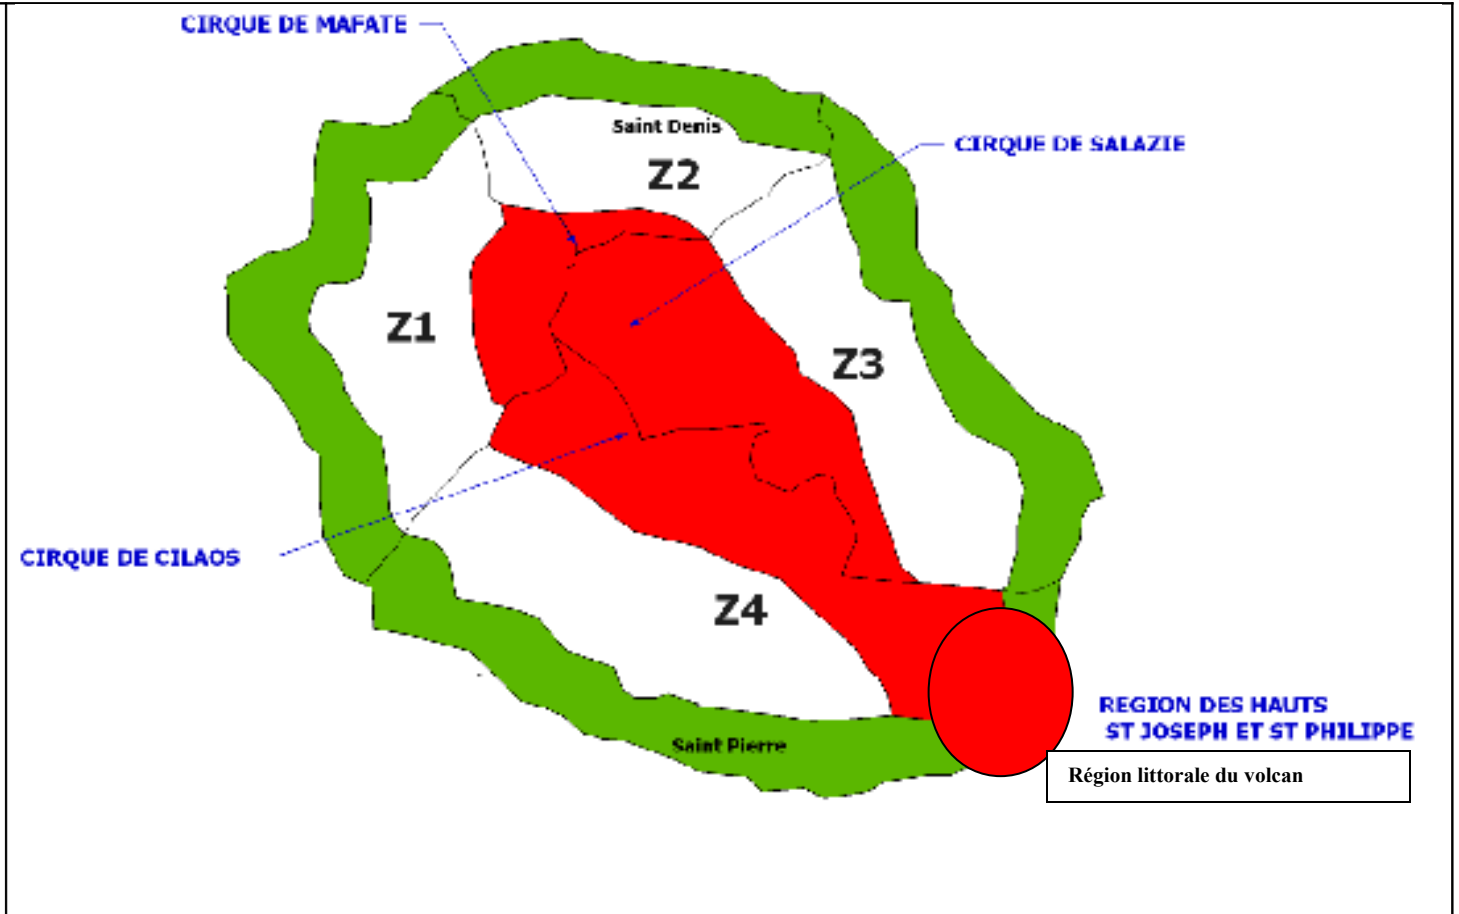 CIRQUE DE MAFATE
Saint Denis
CIRQUE DE SALAZIE
Z2
Z1
Z3
CIRQUE DE CILAOS
Z4
REGION DES HAUTS
ST JOSEPH ET ST PHILIPPE
Saint Pierre
Région littorale du volcan